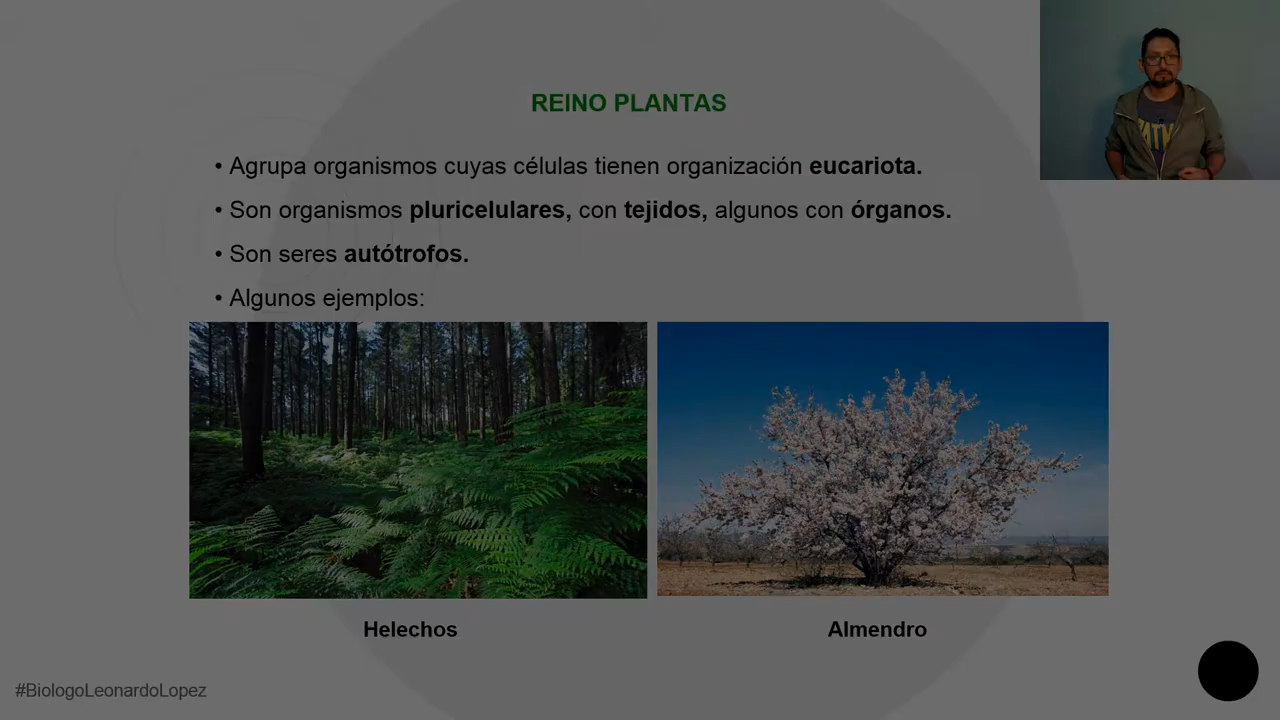 REINO PLANTAS
• Agrupa organismos cuyas células tienen organización eucariota.
• Son organismos pluricelulares, con tejidos, algunos con órganos.
• Son seres autótrofos.
• Algunos ejemplos:
Helechos
Almendro
#BiologoLeonardoLopez